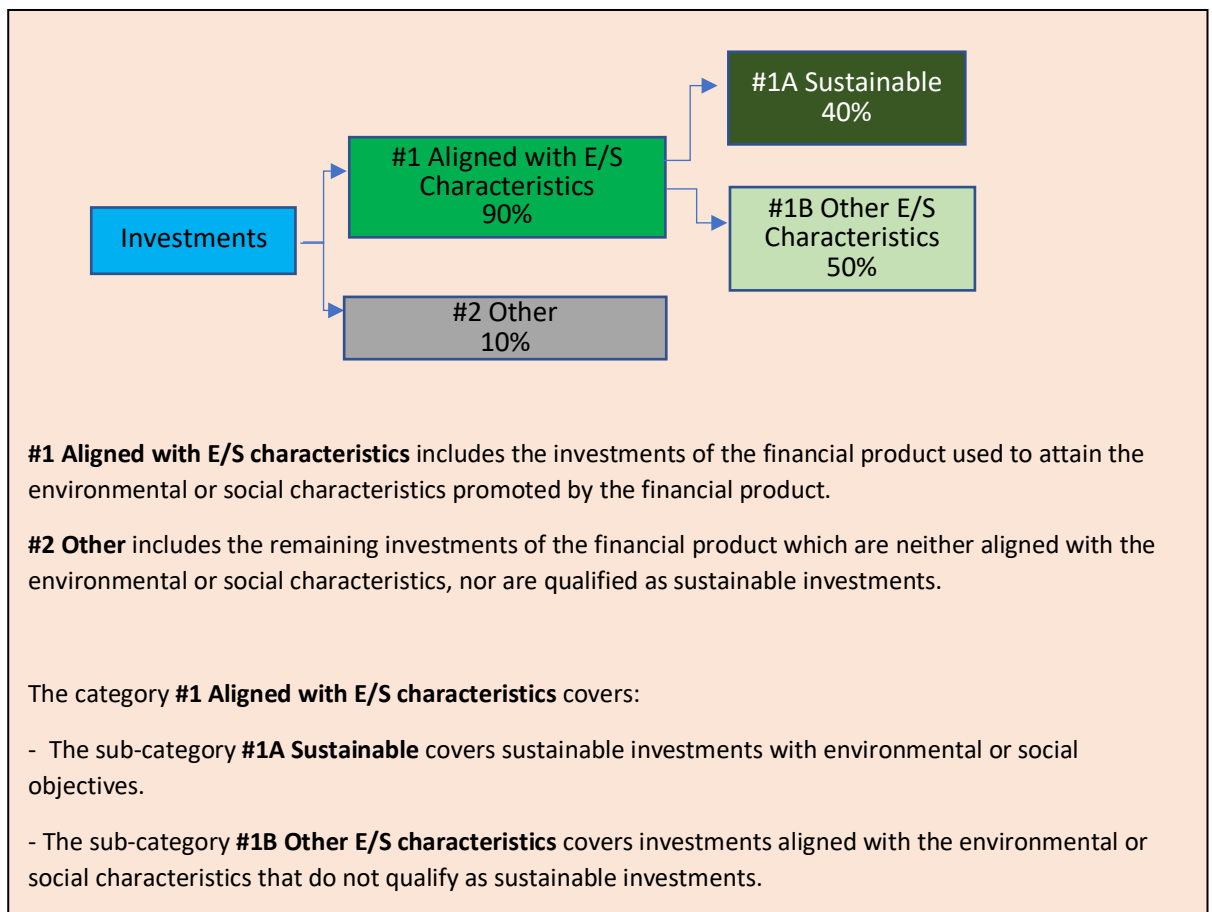 #1A Sustainable
40%
#1 Aligned with E/S
Characteristics
90%
#1B Other E/S
Characteristics
50%
Investments
#2 Other
10%
#1 Aligned with E/S characteristics includes the investments of the financial product used to attain the
environmental or social characteristics promoted by the financial product.
#2 Other includes the remaining investments of the financial product which are neither aligned with the
environmental or social characteristics, nor are qualified as sustainable investments.
The category #1 Aligned with E/S characteristics covers:
- The sub-category #1A Sustainable covers sustainable investments with environmental or social
objectives.
- The sub-category #1B Other E/S characteristics covers investments aligned with the environmental or
social characteristics that do not qualify as sustainable investments.